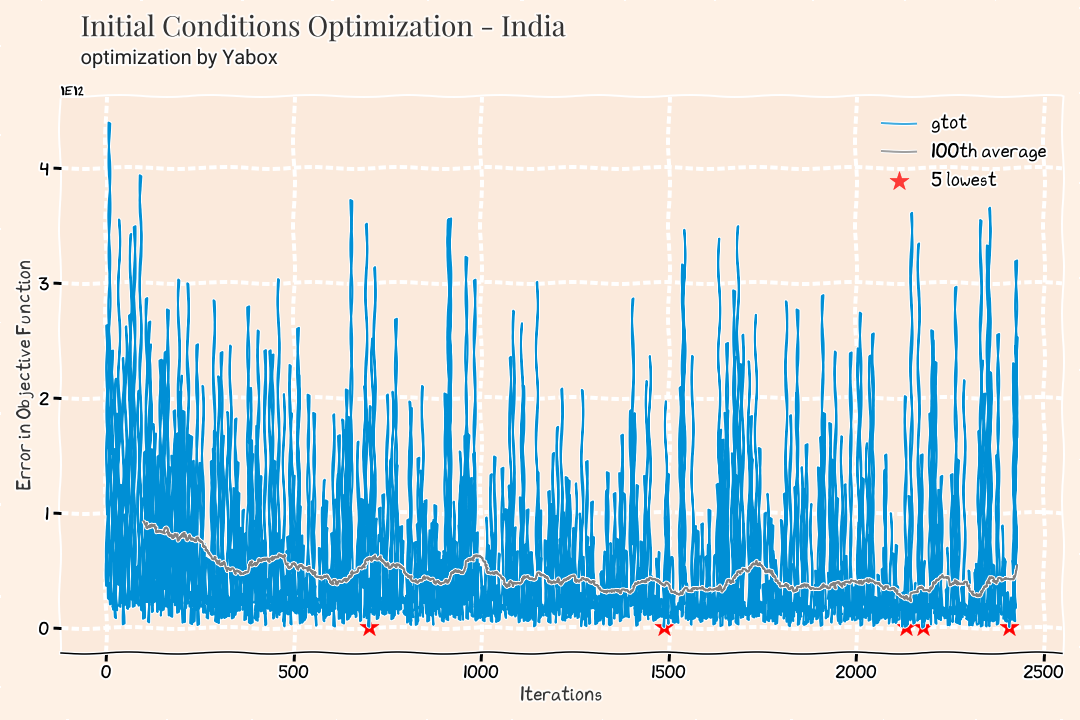 Initial Conditions Optimization - India
optimization by Yabox
1E12
gtot
100th average
5 lowest
4
3
2
1
0
Error in Objective Function
0 500 1000 1500 2000 2500
Iterations